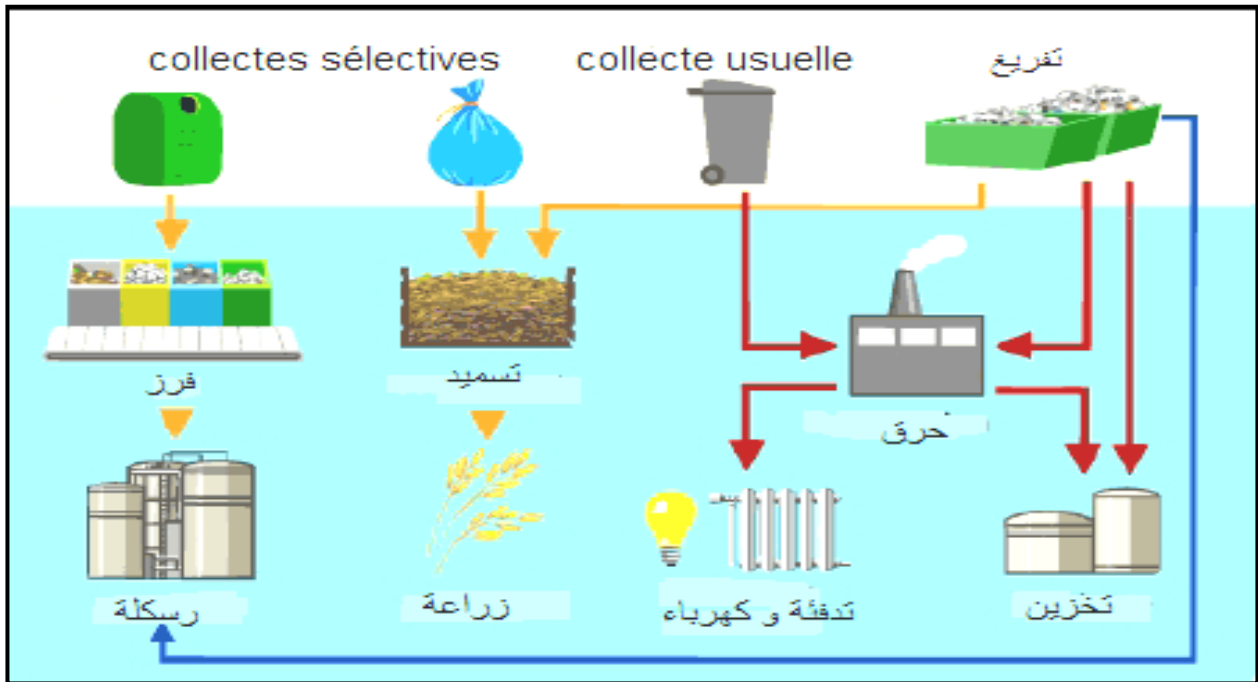 collectes sélectives
collecte usuelle
تفريغ
فرز
تسميد
حرق
رسكلة
زراعة
تدفئة و كهرباء
تخزين